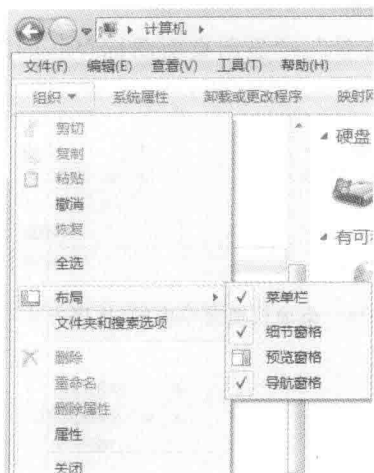 计算机
文件(F) 编辑(E) 查看(V) 工具(T) 帮助(H)
组织 系统属性 卸载或更改程序 映射网
剪切
复制
粘贴
撤消
恢复
全选
布局
文件夹和搜索选项
删除
重命名
删除属性
属性
关闭
菜单栏
细节窗格
预览窗格
导航窗格
硬盘
有可移